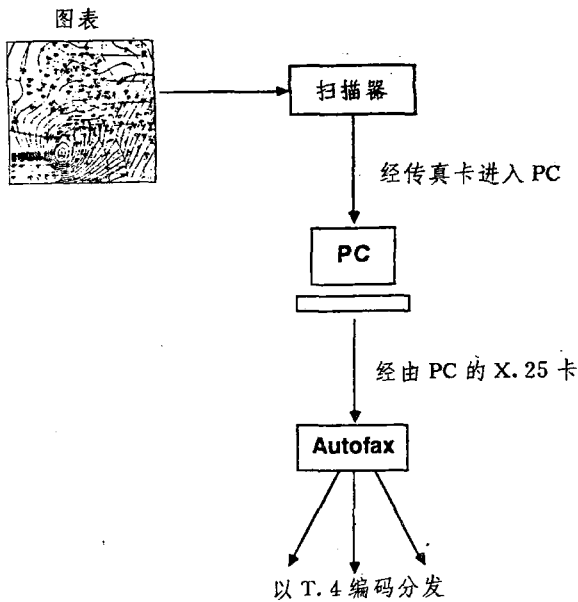 图表
扫描器
经传真卡进入 PC
PC
经由 PC 的 X.25 卡
Autofax
以 T.4 编码分发